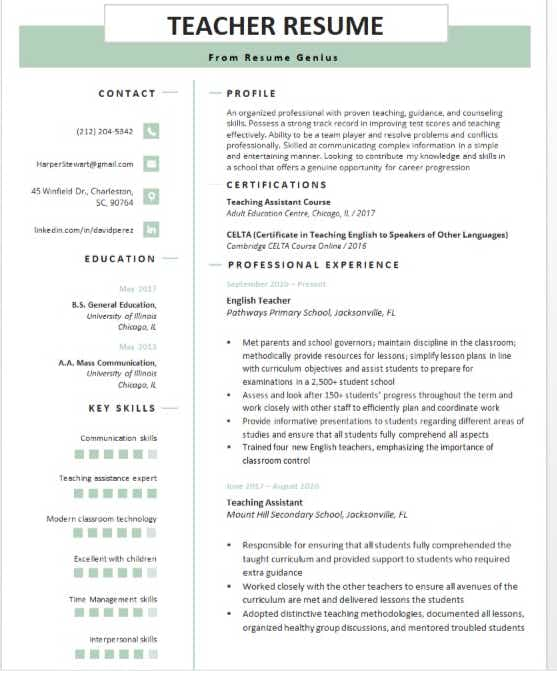 TEACHER RESUME
From Resume Genius
CONTACT
(212) 204-5342
HarperStewart@gmail.com
45 Winfield Dr., Charleston,
SC, 90764
linkedin.com/in/davidperez
EDUCATION
May 2017
B.S. General Education,
University of Illinois
Chicago, IL
May 2013
A.A. Mass Communication,
University of Illinois
Chicago, IL
KEY SKILLS
Communication skills
Teaching assistance expert
Modern classroom technology
Excellent with children
Time Management skills
Interpersonal skills
PROFILE
An organized professional with proven teaching, guidance, and counseling
skills. Possess a strong track record in improving test scores and teaching
effectively. Ability to be a team player and resolve problems and conflicts
professionally. Skilled at communicating complex information in a simple
and entertaining manner. Looking to contribute my knowledge and skills in
a school that offers a genuine opportunity for career progression
CERTIFICATIONS
Teaching Assistant Course
Adult Education Centre, Chicago, IL / 2017
CELTA (Certificate in Teaching English to Speakers of Other Languages)
Cambridge CELTA Course Online / 2016
PROFESSIONAL EXPERIENCE
September 2020 – Present
English Teacher
Pathways Primary School, Jacksonville, FL
• Met parents and school governors; maintain discipline in the classroom;
methodically provide resources for lessons; simplify lesson plans in line
with curriculum objectives and assist students to prepare for
examinations in a 2,500+ student school
• Assess and look after 150+ students' progress throughout the term and
work closely with other staff to efficiently plan and coordinate work
• Provide informative presentations to students regarding different areas of
studies and ensure that all students fully comprehend all aspects
• Trained four new English teachers, emphasizing the importance of
classroom control
June 2017 – August 2020
Teaching Assistant
Mount Hill Secondary School, Jacksonville, FL
• Responsible for ensuring that all students fully comprehended the
taught curriculum and provided support to students who required
extra guidance
• Worked closely with the other teachers to ensure all avenues of the
curriculum are met and delivered lessons the students
• Adopted distinctive teaching methodologies, documented all lessons,
organized healthy group discussions, and mentored troubled students